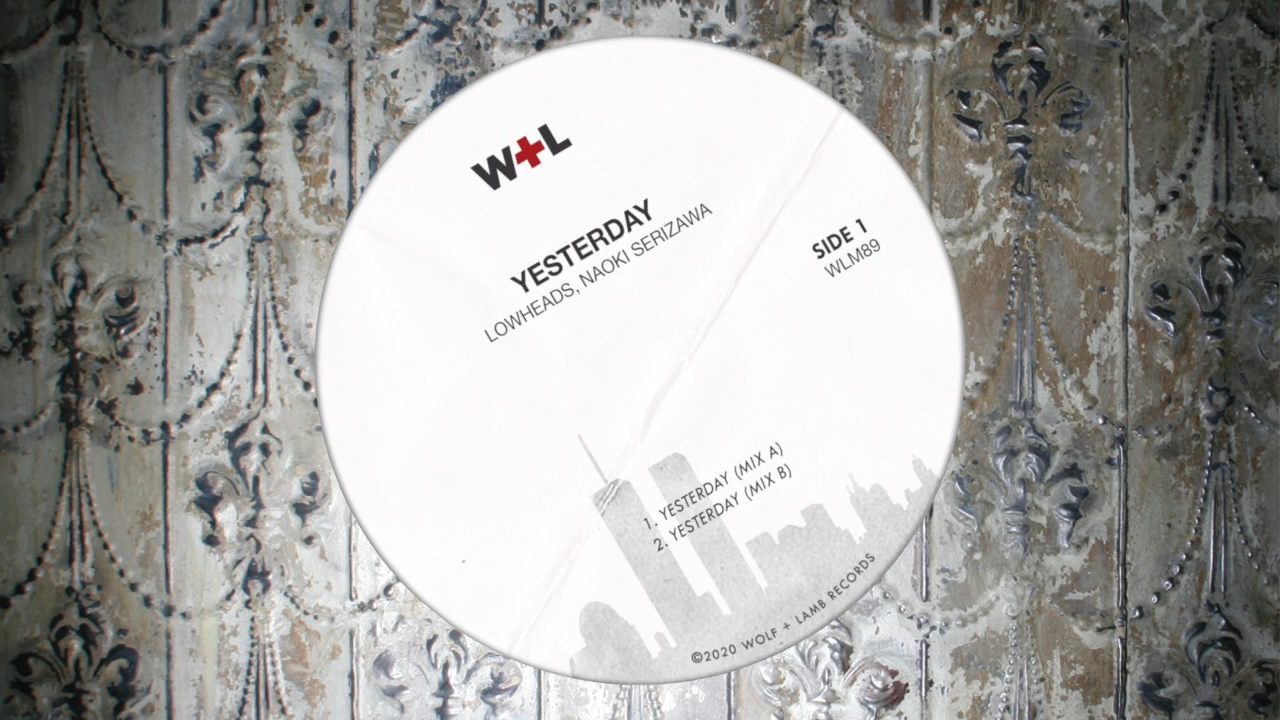 W+L
YESTERDAY
LOWHEADS, NAOKI SERIZAWA
SIDE 1
WLM89
1. YESTERDAY (MIX A)
2. YESTERDAY (MIX B)
©2020 WOLF + LAMB RECORDS